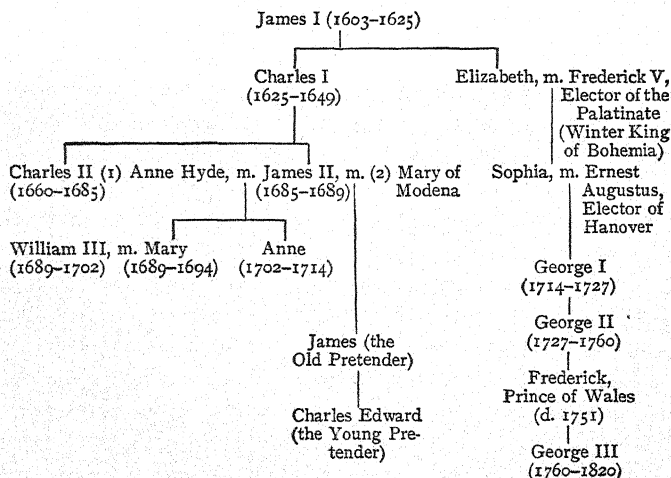 James I (1603–1625)
Charles I
(1625–1649)
Elizabeth, m. Frederick V,
Elector of the
Palatinate
(Winter King
of Bohemia)
Charles II (1) Anne Hyde, m. James II, m. (2) Mary of
(1660–1685) (1685–1689) Modena
Sophia, m. Ernest
Augustus,
Elector of
Hanover
William III, m. Mary Anne
(1689–1702) (1689–1694) (1702–1714)
George I
(1714–1727)
George II
(1727–1760)
James (the
Old Pretender)
Frederick,
Prince of Wales
(d. 1751)
Charles Edward
(the Young Pre-
tender)
George III
(1760–1820)